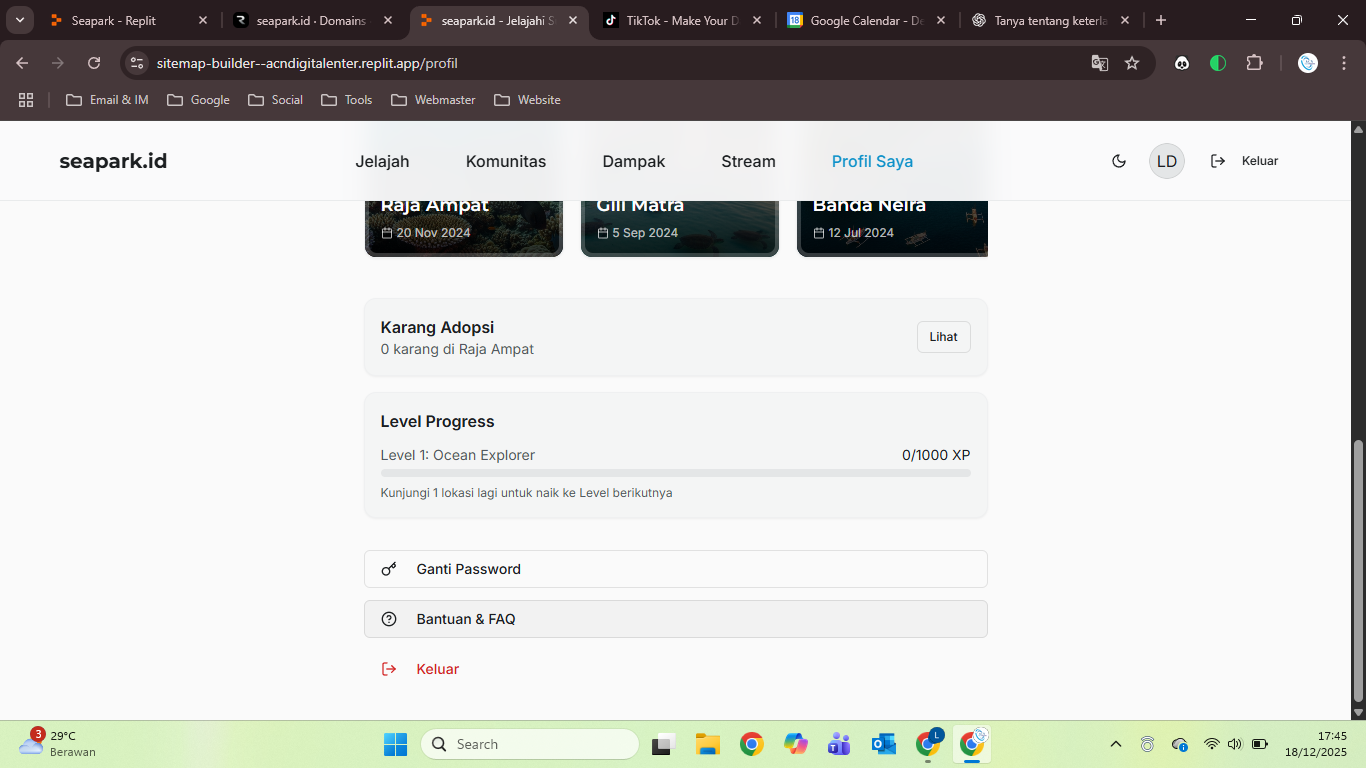 Seapark - Replit
seapark.id · Domains
seapark.id - Jelajahi S
TikTok - Make Your D
Google Calendar - De
Tanya tentang keterla
sitemap-builder--acndigitalenter.replit.app/profil
Email & IM
Google
Social
Tools
Webmaster
Website
seapark.id
Jelajah
Komunitas
Dampak
Stream
Profil Saya
LD
Keluar
Raja Ampat
Gili Matra
Banda Neira
20 Nov 2024
5 Sep 2024
12 Jul 2024
Karang Adopsi
0 karang di Raja Ampat
Lihat
Level Progress
Level 1: Ocean Explorer
0/1000 XP
Kunjungi 1 lokasi lagi untuk naik ke Level berikutnya
Ganti Password
Bantuan & FAQ
Keluar
3
29°C
Berawan
Search
L
17:45
18/12/2025